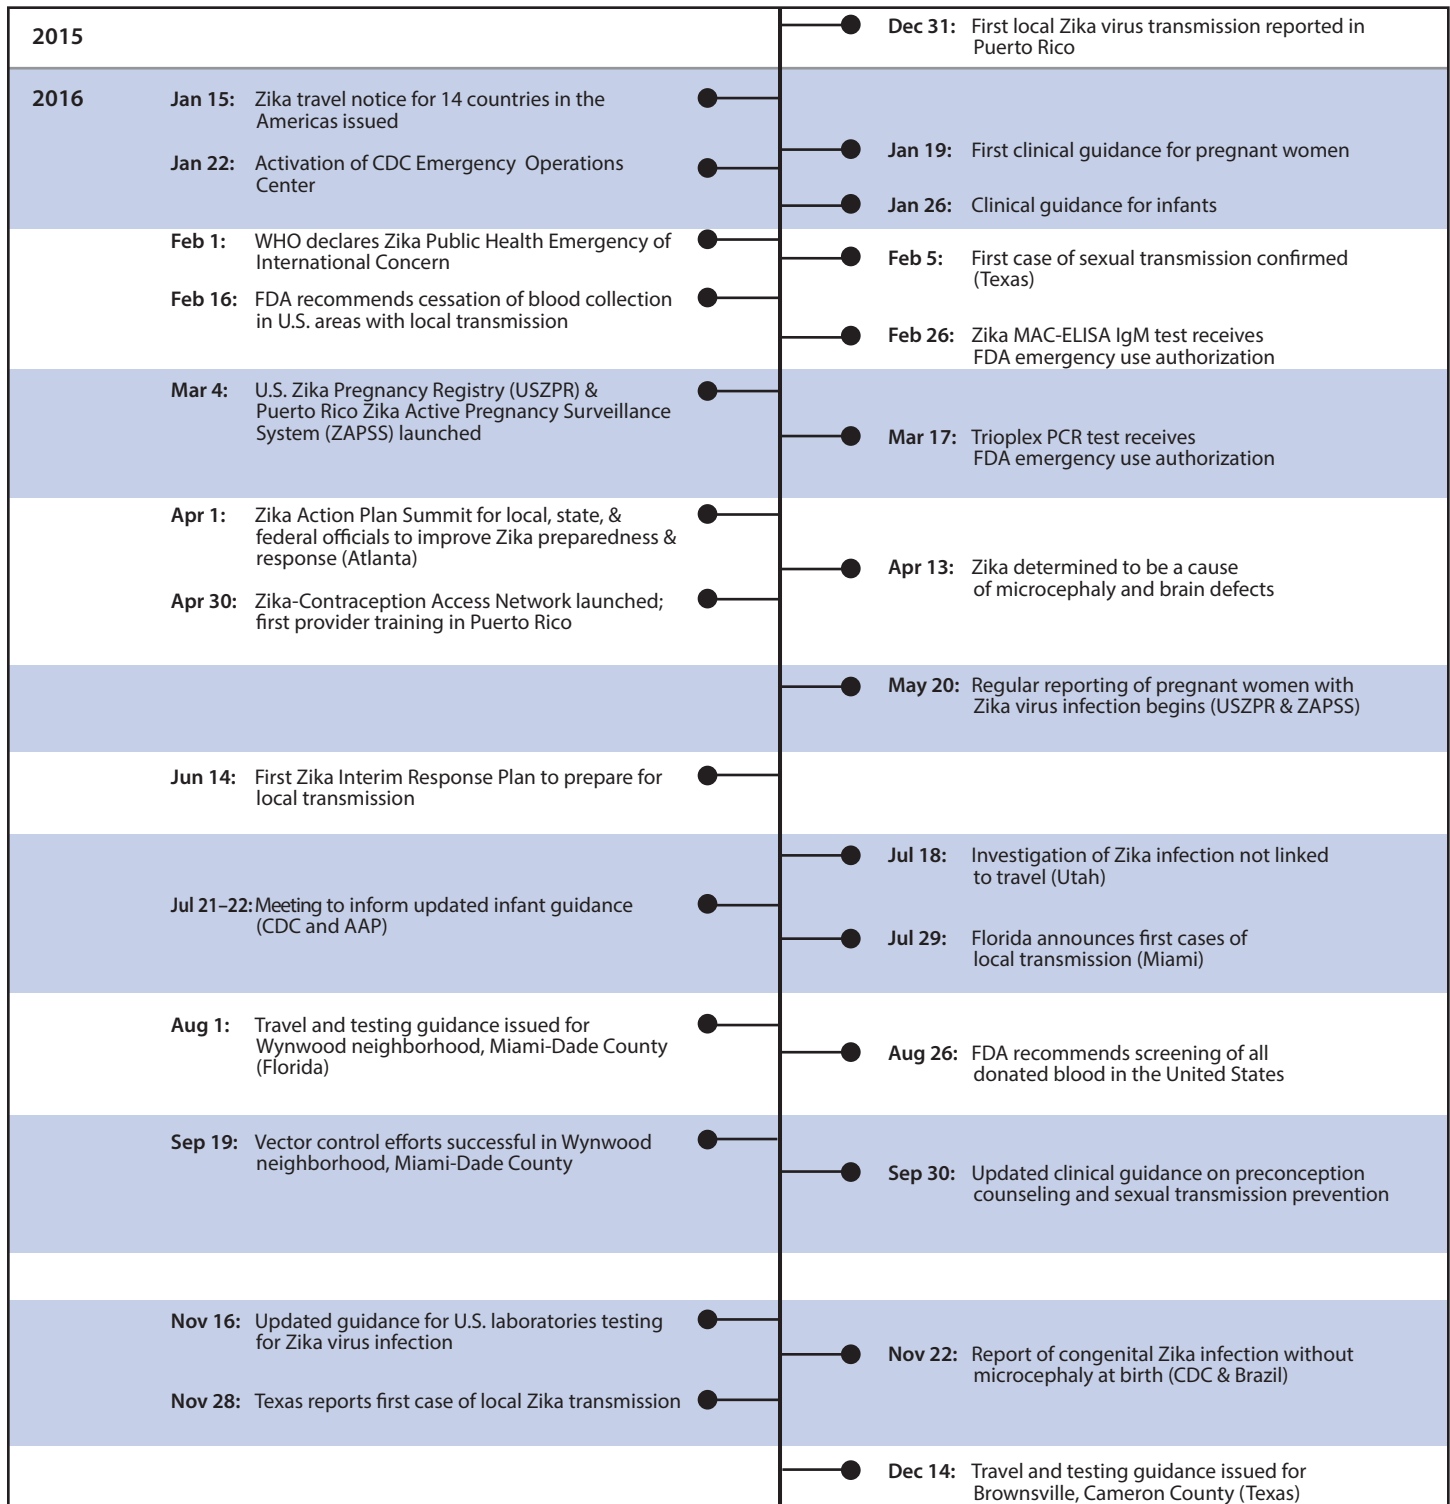 2015
Dec 31: First local Zika virus transmission reported in
Puerto Rico
2016
Jan 15: Zika travel notice for 14 countries in the
Americas issued
Jan 19: First clinical guidance for pregnant women
Jan 22: Activation of CDC Emergency Operations
Center
Jan 26: Clinical guidance for infants
Feb 1: WHO declares Zika Public Health Emergency of
International Concern
Feb 5: First case of sexual transmission confirmed
(Texas)
Feb 16: FDA recommends cessation of blood collection
in U.S. areas with local transmission
Feb 26: Zika MAC-ELISA IgM test receives
FDA emergency use authorization
Mar 4: U.S. Zika Pregnancy Registry (USZPR) &
Puerto Rico Zika Active Pregnancy Surveillance
System (ZAPSS) launched
Mar 17: Trioplex PCR test receives
FDA emergency use authorization
Apr 1: Zika Action Plan Summit for local, state, &
federal officials to improve Zika preparedness &
response (Atlanta)
Apr 13: Zika determined to be a cause
of microcephaly and brain defects
Apr 30: Zika-Contraception Access Network launched;
first provider training in Puerto Rico
May 20: Regular reporting of pregnant women with
Zika virus infection begins (USZPR & ZAPSS)
Jun 14: First Zika Interim Response Plan to prepare for
local transmission
Jul 18: Investigation of Zika infection not linked
to travel (Utah)
Jul 21–22: Meeting to inform updated infant guidance
(CDC and AAP)
Jul 29: Florida announces first cases of
local transmission (Miami)
Aug 1: Travel and testing guidance issued for
Wynwood neighborhood, Miami-Dade County
(Florida)
Aug 26: FDA recommends screening of all
donated blood in the United States
Sep 19: Vector control efforts successful in Wynwood
neighborhood, Miami-Dade County
Sep 30: Updated clinical guidance on preconception
counseling and sexual transmission prevention
Nov 16: Updated guidance for U.S. laboratories testing
for Zika virus infection
Nov 22: Report of congenital Zika infection without
microcephaly at birth (CDC & Brazil)
Nov 28: Texas reports first case of local Zika transmission
Dec 14: Travel and testing guidance issued for
Brownsville, Cameron County (Texas)